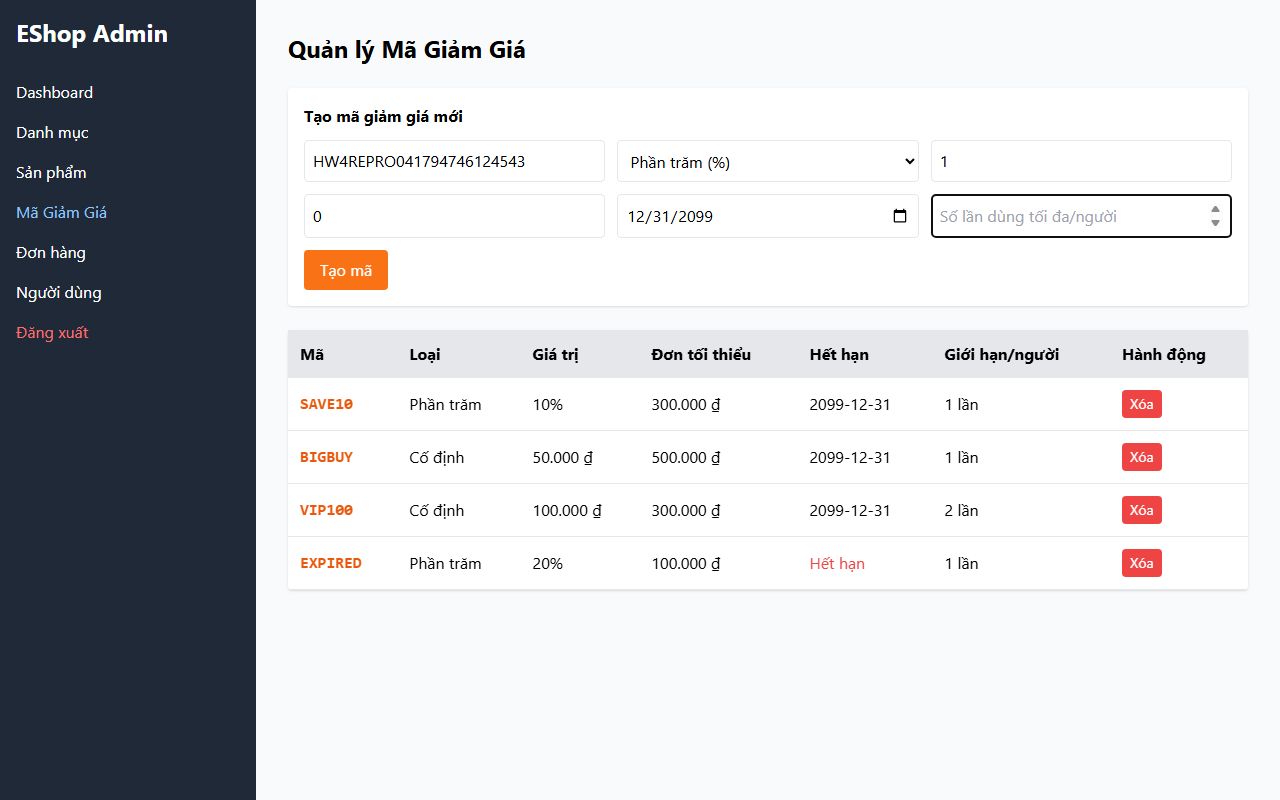 EShop Admin
Dashboard
Danh mục
Sản phẩm
Mã Giảm Giá
Đơn hàng
Người dùng
Đăng xuất
Quản lý Mã Giảm Giá
Tạo mã giảm giá mới
HW4REPRO041794746124543 Phần trăm (%) 1
0 12/31/2099 Số lần dùng tối đa/người
Tạo mã
Mã Loại Giá trị Đơn tối thiểu Hết hạn Giới hạn/người Hành động
SAVE10 Phần trăm 10% 300.000 ₫ 2099-12-31 1 lần Xóa
BIGBUY Cố định 50.000 ₫ 500.000 ₫ 2099-12-31 1 lần Xóa
VIP100 Cố định 100.000 ₫ 300.000 ₫ 2099-12-31 2 lần Xóa
EXPIRED Phần trăm 20% 100.000 ₫ Hết hạn 1 lần Xóa